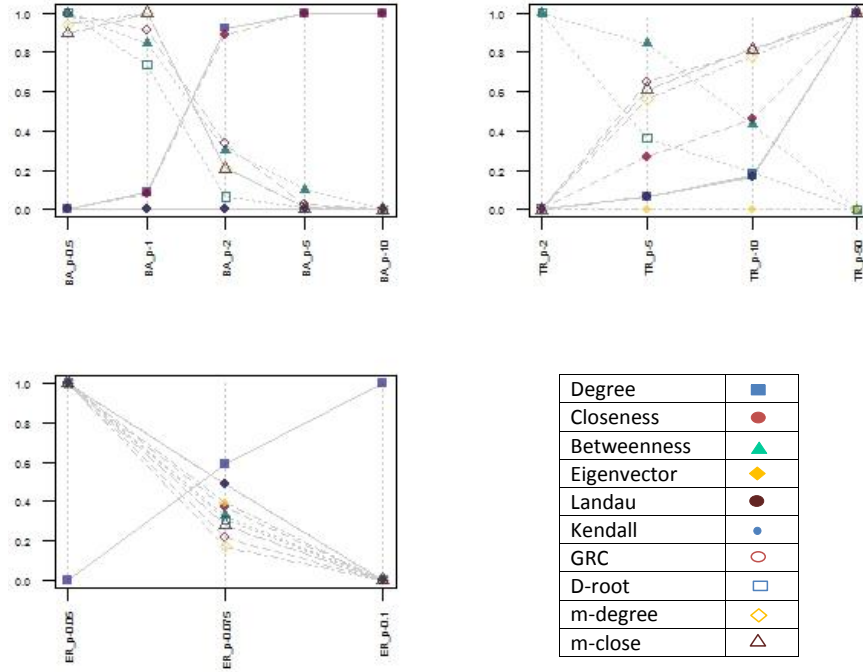 1.0
0.8
0.6
0.4
0.2
0.0
BA_p-0.5
BA_p-1
BA_p-2
BA_p-5
BA_p-10
1.0
0.8
0.6
0.4
0.2
0.0
TR_p-2
TR_p-5
TR_p-10
TR_p-50
1.0
0.8
0.6
0.4
0.2
0.0
ER_p-0.05
ER_p-0.075
ER_p-0.1
Degree
Closeness
Betweenness
Eigenvector
Landau
Kendall
GRC
D-root
m-degree
m-close